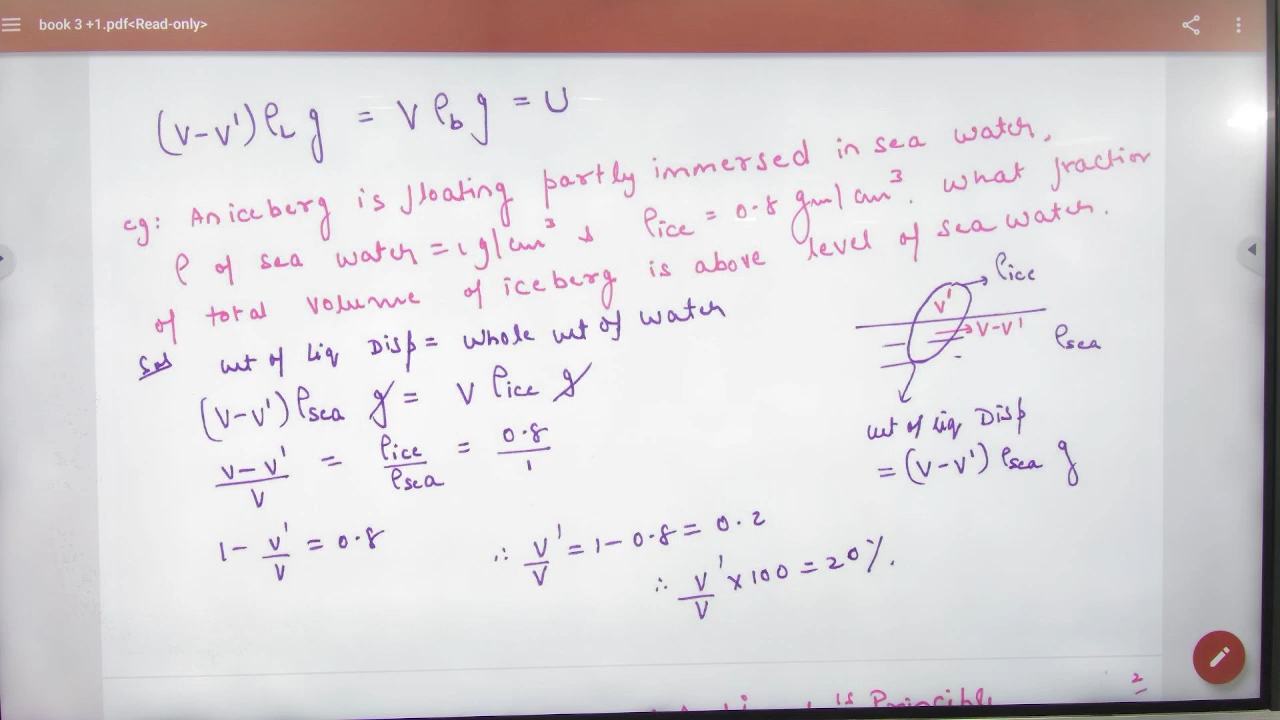 book 3 +1.pdf<Read-only>
(V-V')ρL g = V ρb g = U
eg: An iceberg is floating partly immersed in sea water,
ρ of sea water = 1 g/cm³ & ρice = 0.8 gm/cm³. What fraction
of total volume of iceberg is above level of sea water.
Sol wt of Liq Disp = Whole wt of water
(V-V')ρsea g = V ρice g
V-V'/V = ρice/ρsea = 0.8/1
1 - V'/V = 0.8
∴ V'/V = 1-0.8 = 0.2
∴ V'/V × 100 = 20%.
ρice
V'
V-V'
ρsea
wt of liq Disp
= (V-V') ρsea g
is Principle
2